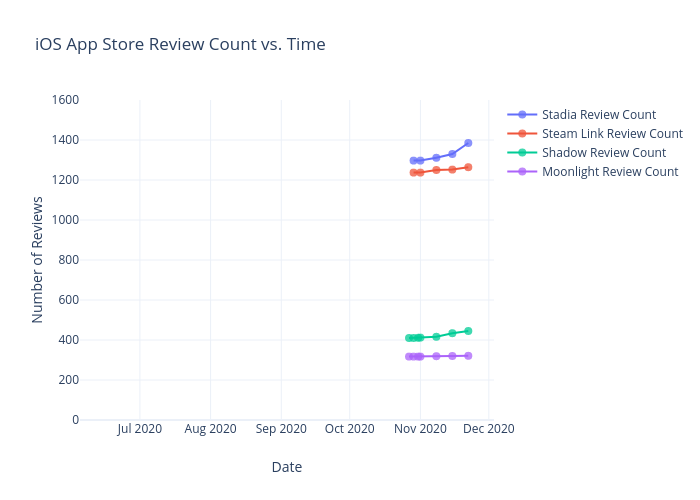 iOS App Store Review Count vs. Time
1600
1400
1200
1000
800
600
400
200
0
Number of Reviews
Jul 2020
Aug 2020
Sep 2020
Oct 2020
Nov 2020
Dec 2020
Date
Stadia Review Count
Steam Link Review Count
Shadow Review Count
Moonlight Review Count